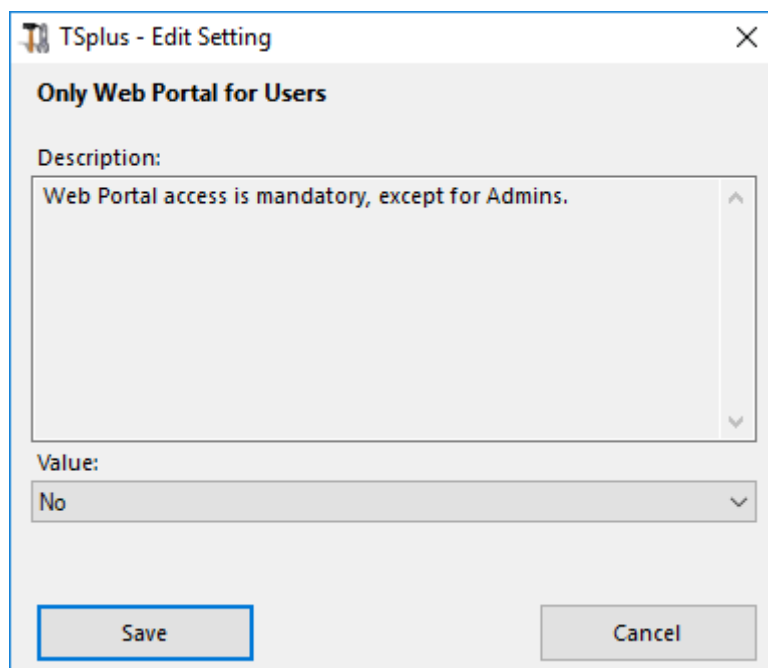 TSplus - Edit Setting
Only Web Portal for Users
Description:
Web Portal access is mandatory, except for Admins.
Value:
No
Save
Cancel